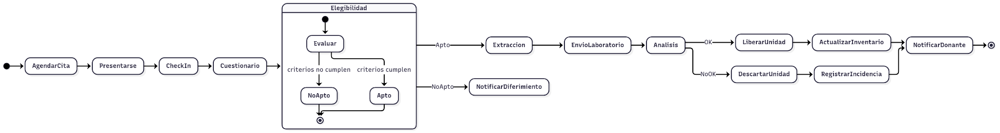 AgendarCita
Presentarse
CheckIn
Cuestionario
Elegibilidad
Evaluar
criterios no cumplen
criterios cumplen
NoApto
Apto
Apto
NoApto
Extraccion
EnvioLaboratorio
Analisis
NotificarDiferimiento
OK
NoOK
LiberarUnidad
ActualizarInventario
DescartarUnidad
RegistrarIncidencia
NotificarDonante